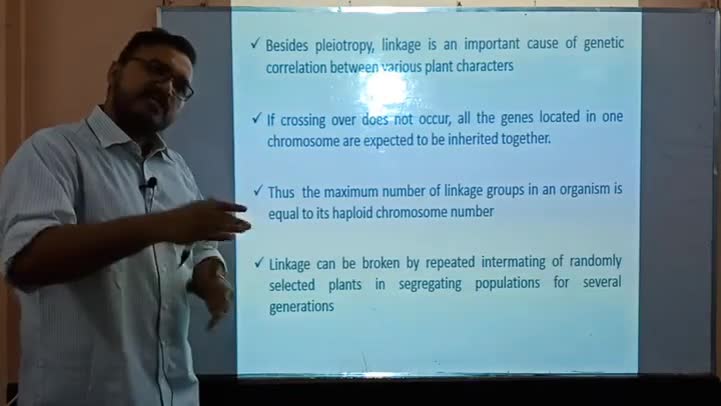 ✓ Besides pleiotropy, linkage is an important cause of genetic
correlation between various plant characters
✓ If crossing over does not occur, all the genes located in one
chromosome are expected to be inherited together.
✓ Thus the maximum number of linkage groups in an organism is
equal to its haploid chromosome number
✓ Linkage can be broken by repeated intermating of randomly
selected plants in segregating populations for several
generations